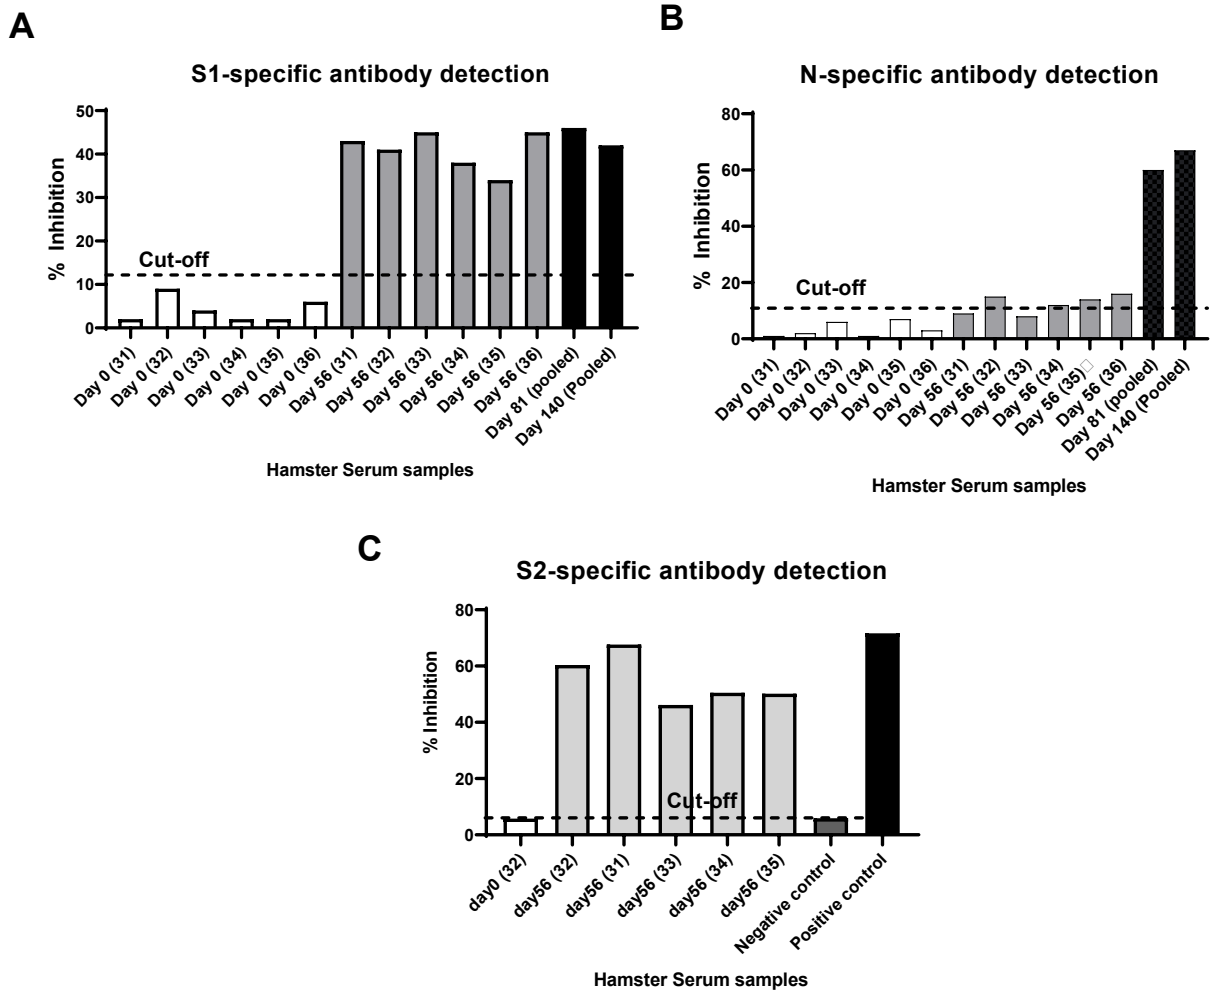 A
S1-specific antibody detection
50
40
30
20
10
0
% Inhibition
Cut-off
Day 0 (31)
Day 0 (32)
Day 0 (33)
Day 0 (34)
Day 0 (35)
Day 0 (36)
Day 56 (31)
Day 56 (32)
Day 56 (33)
Day 56 (34)
Day 56 (35)
Day 56 (36)
Day 81 (pooled)
Day 140 (Pooled)
Hamster Serum samples
B
N-specific antibody detection
80
60
40
20
0
% Inhibition
Cut-off
Day 0 (31)
Day 0 (32)
Day 0 (33)
Day 0 (34)
Day 0 (35)
Day 0 (36)
Day 56 (31)
Day 56 (32)
Day 56 (33)
Day 56 (34)
Day 56 (35)
Day 56 (36)
Day 81 (pooled)
Day 140 (Pooled)
Hamster Serum samples
C
S2-specific antibody detection
80
60
40
20
0
% Inhibition
Cut-off
day0 (32)
day56 (32)
day56 (31)
day56 (33)
day56 (34)
day56 (35)
Negative control
Positive control
Hamster Serum samples